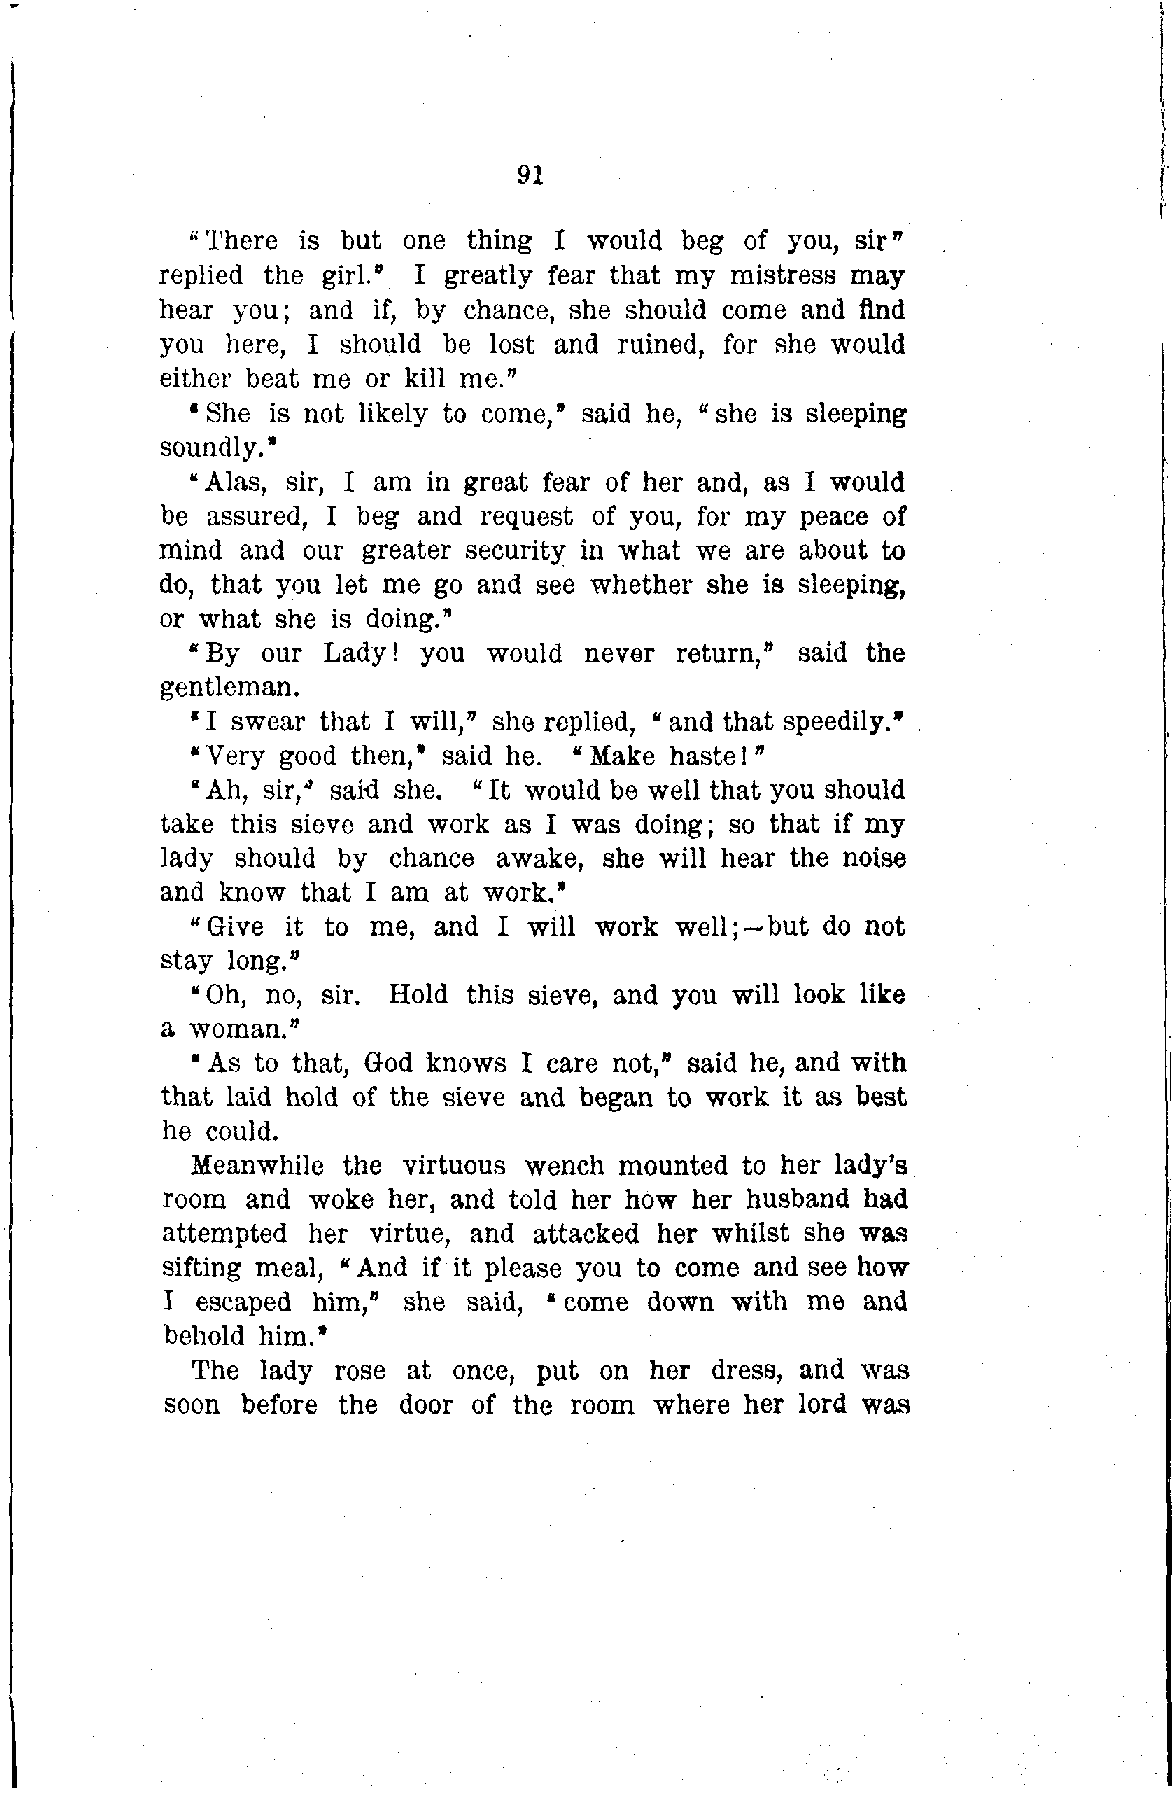 91
“There is but one thing I would beg of you, sir”
replied the girl.” I greatly fear that my mistress may
hear you; and if, by chance, she should come and find
you here, I should be lost and ruined, for she would
either beat me or kill me.”
“She is not likely to come,” said he, “she is sleeping
soundly.”
“Alas, sir, I am in great fear of her and, as I would
be assured, I beg and request of you, for my peace of
mind and our greater security in what we are about to
do, that you let me go and see whether she is sleeping,
or what she is doing.”
“By our Lady! you would never return,” said the
gentleman.
“I swear that I will,” she replied, “and that speedily.”
“Very good then,” said he. “Make haste!”
“Ah, sir,” said she. “It would be well that you should
take this sieve and work as I was doing; so that if my
lady should by chance awake, she will hear the noise
and know that I am at work.”
“Give it to me, and I will work well;—but do not
stay long.”
“Oh, no, sir. Hold this sieve, and you will look like
a woman.”
“As to that, God knows I care not,” said he, and with
that laid hold of the sieve and began to work it as best
he could.
Meanwhile the virtuous wench mounted to her lady's
room and woke her, and told her how her husband had
attempted her virtue, and attacked her whilst she was
sifting meal, “And if it please you to come and see how
I escaped him,” she said, “come down with me and
behold him.”
The lady rose at once, put on her dress, and was
soon before the door of the room where her lord was